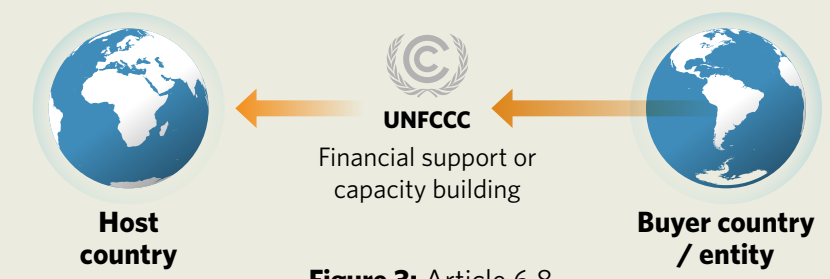 UNFCCC
Financial support or
capacity building
Host
country
Buyer country
/ entity
Figure 3: Article 6.8